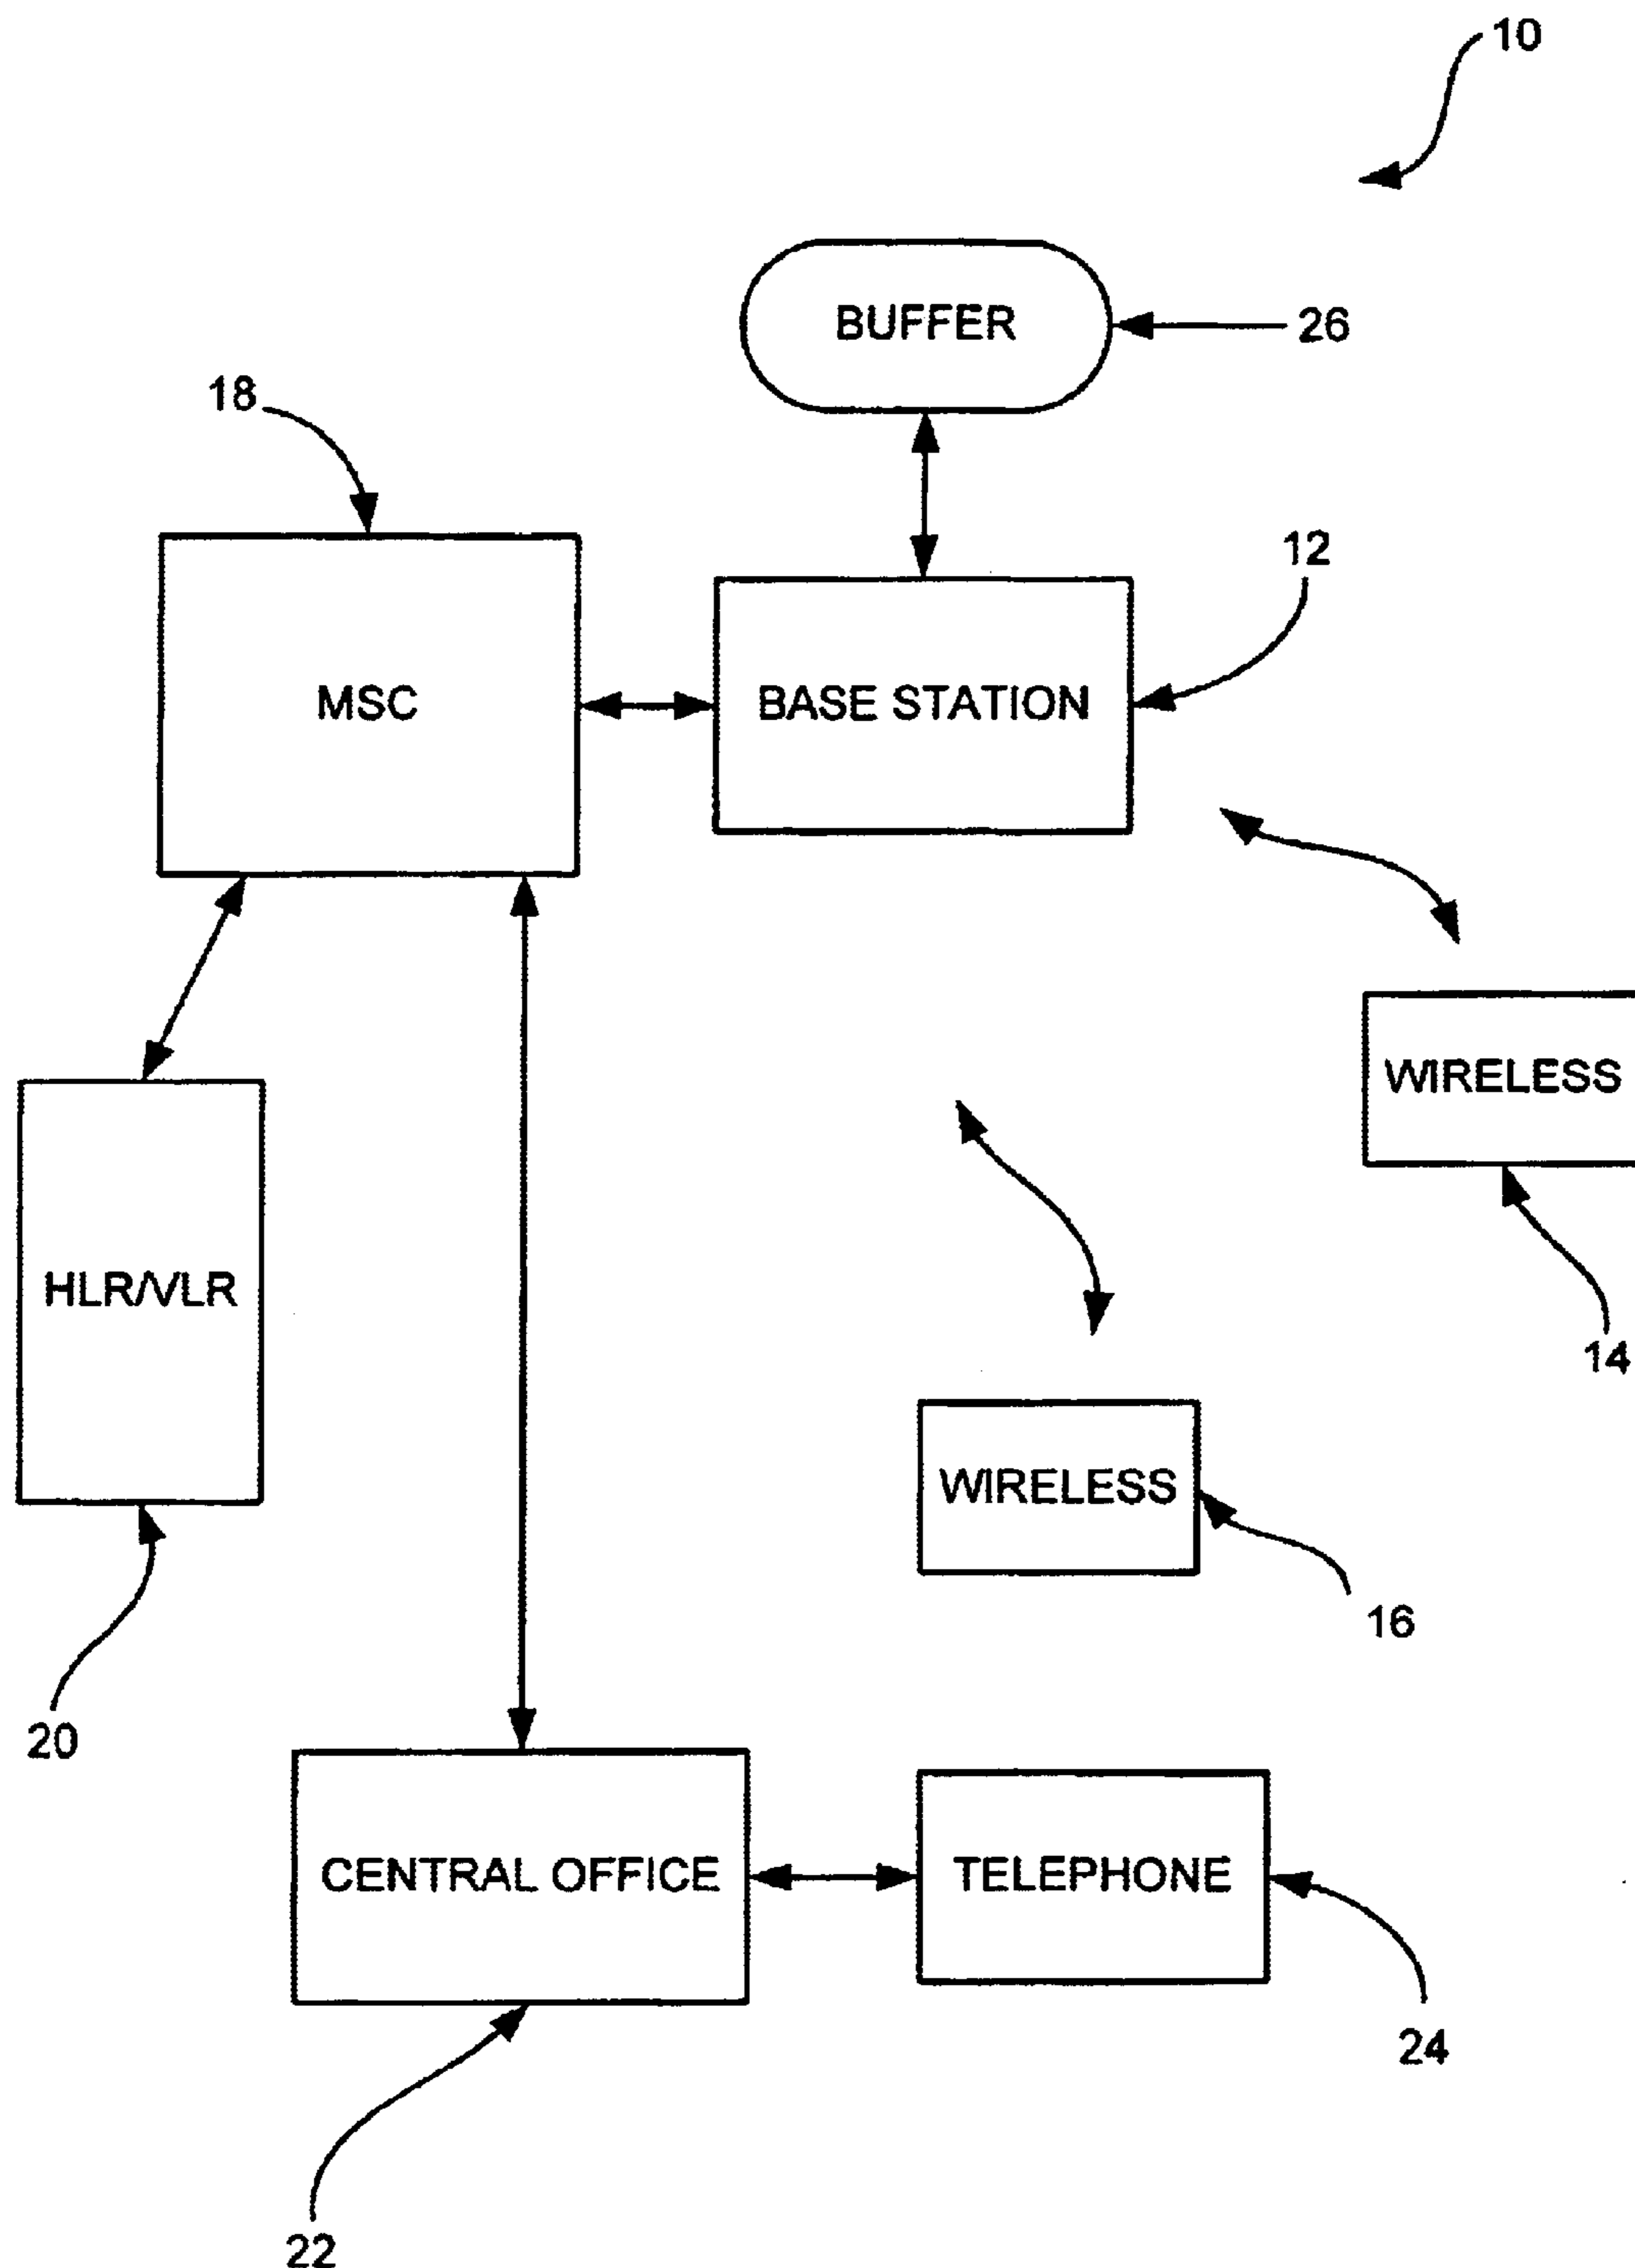 10
BUFFER
26
18
12
MSC
BASE STATION
WIRELESS
HLR/VLR
14
WIRELESS
16
20
CENTRAL OFFICE
TELEPHONE
24
22